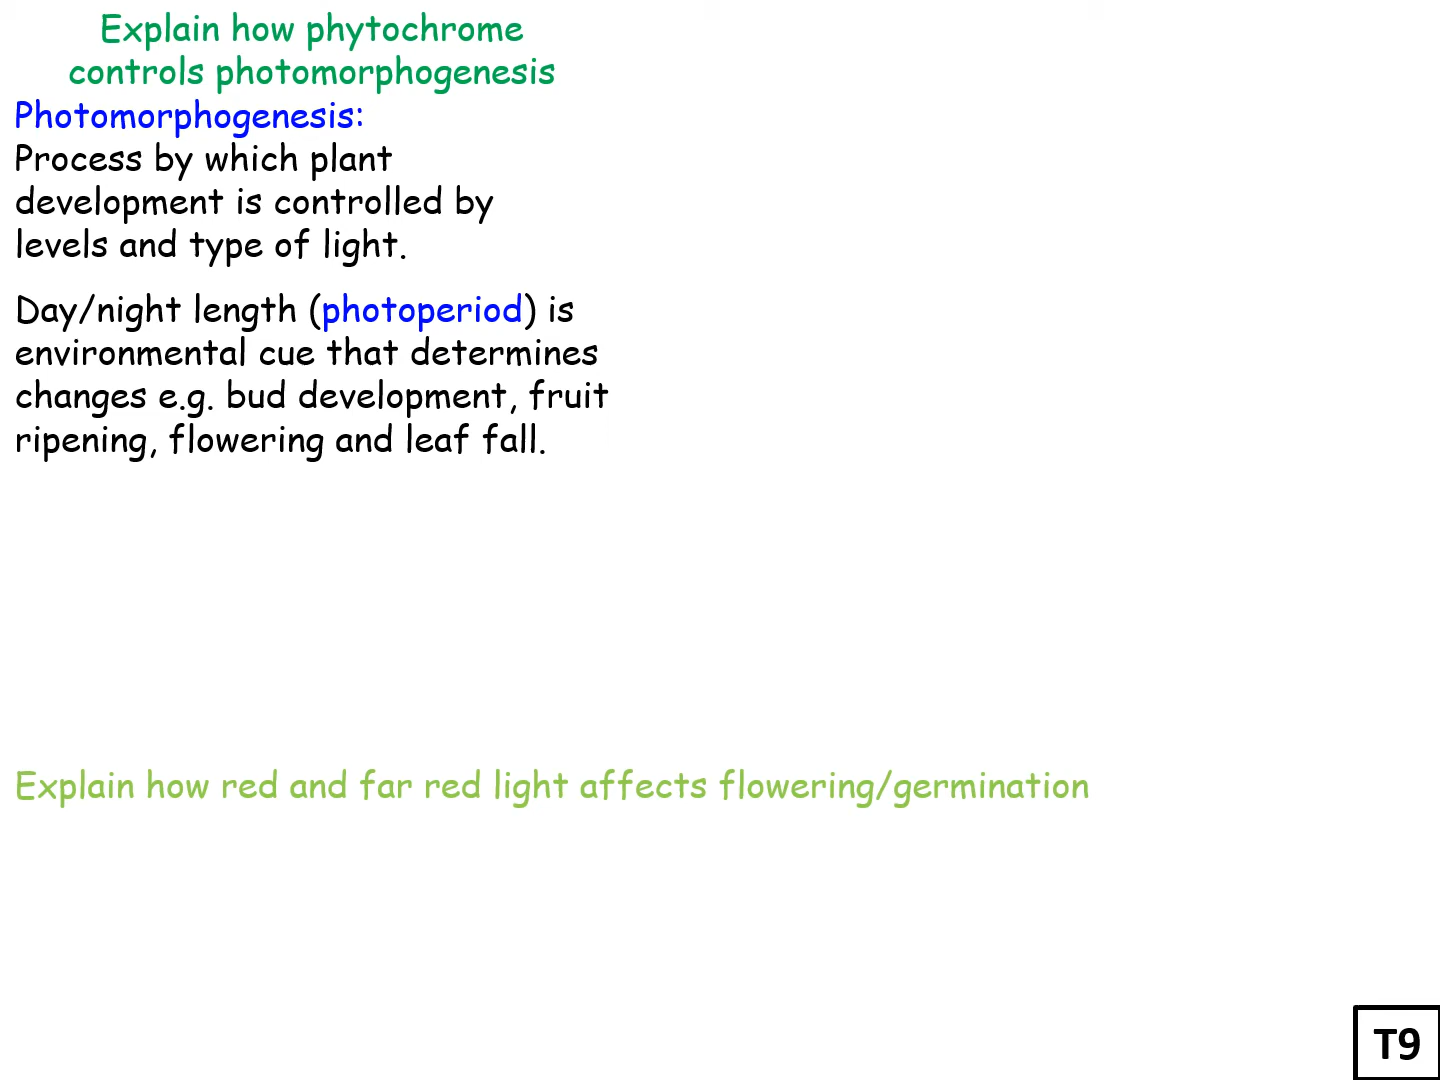 Explain how phytochrome
controls photomorphogenesis
Photomorphogenesis:
Process by which plant
development is controlled by
levels and type of light.
Day/night length (photoperiod) is
environmental cue that determines
changes e.g. bud development, fruit
ripening, flowering and leaf fall.
Explain how red and far red light affects flowering/germination
T9